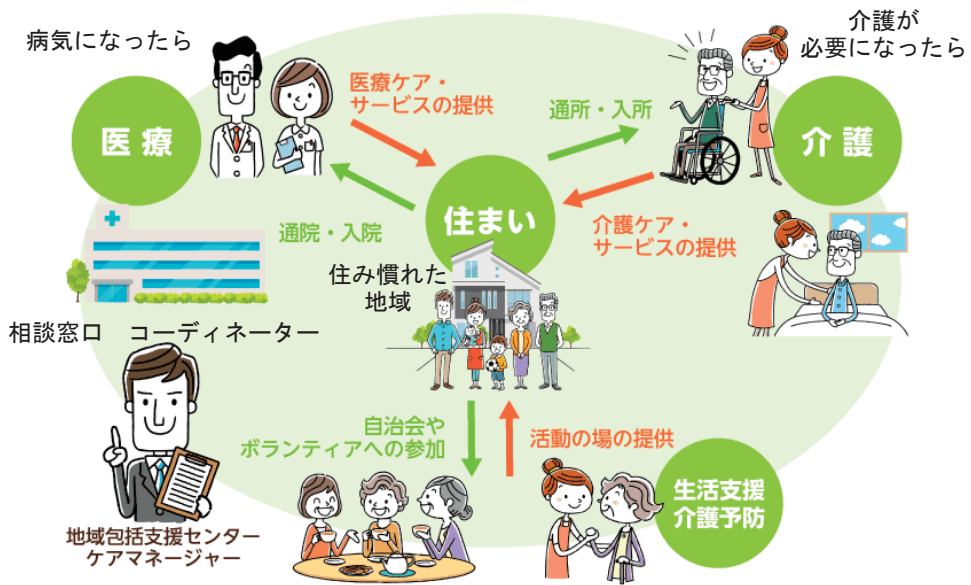 病気になったら
介護が
必要になったら
医療
医療ケア・
サービスの提供
通所・入所
介護
住まい
通院・入院
介護ケア・
サービスの提供
住み慣れた
地域
相談窓口　コーディネーター
自治会や
ボランティアへの参加
活動の場の提供
生活支援
介護予防
地域包括支援センター
ケアマネージャー